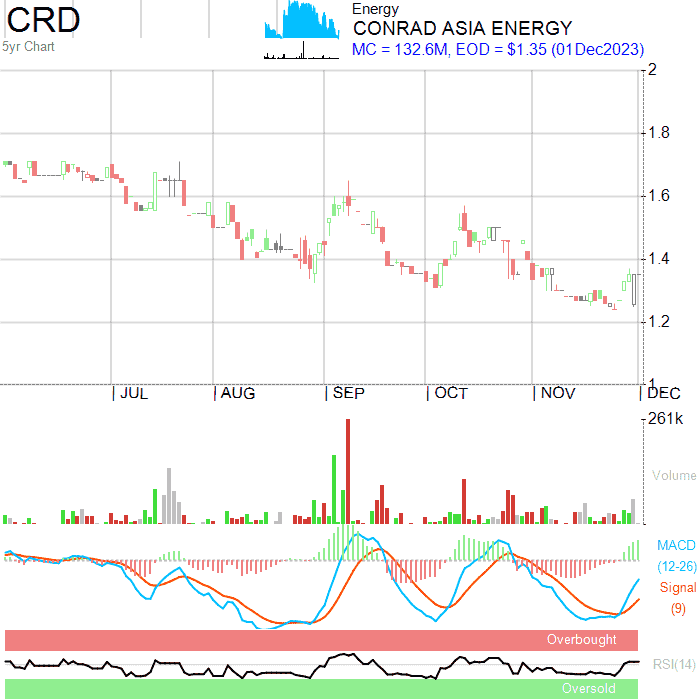 CRD
Energy
CONRAD ASIA ENERGY
5yr Chart
MC = 132.6M, EOD = $1.35 (01Dec2023)
2
1.8
1.6
1.4
1.2
1
JUL AUG SEP OCT NOV DEC
261k
Volume
MACD
(12-26)
Signal
(9)
Overbought
RSI(14)
Oversold